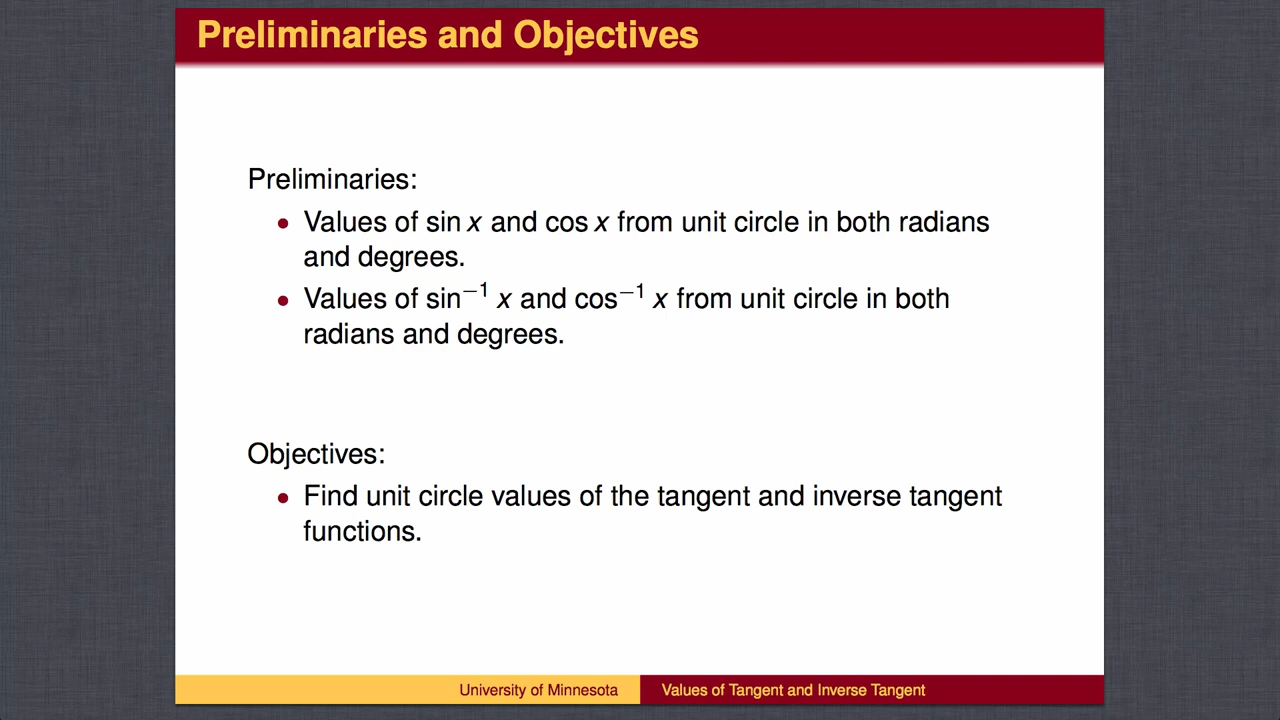 Preliminaries and Objectives
Preliminaries:
• Values of sin x and cos x from unit circle in both radians
and degrees.
• Values of sin⁻¹ x and cos⁻¹ x from unit circle in both
radians and degrees.
Objectives:
• Find unit circle values of the tangent and inverse tangent
functions.
University of Minnesota
Values of Tangent and Inverse Tangent